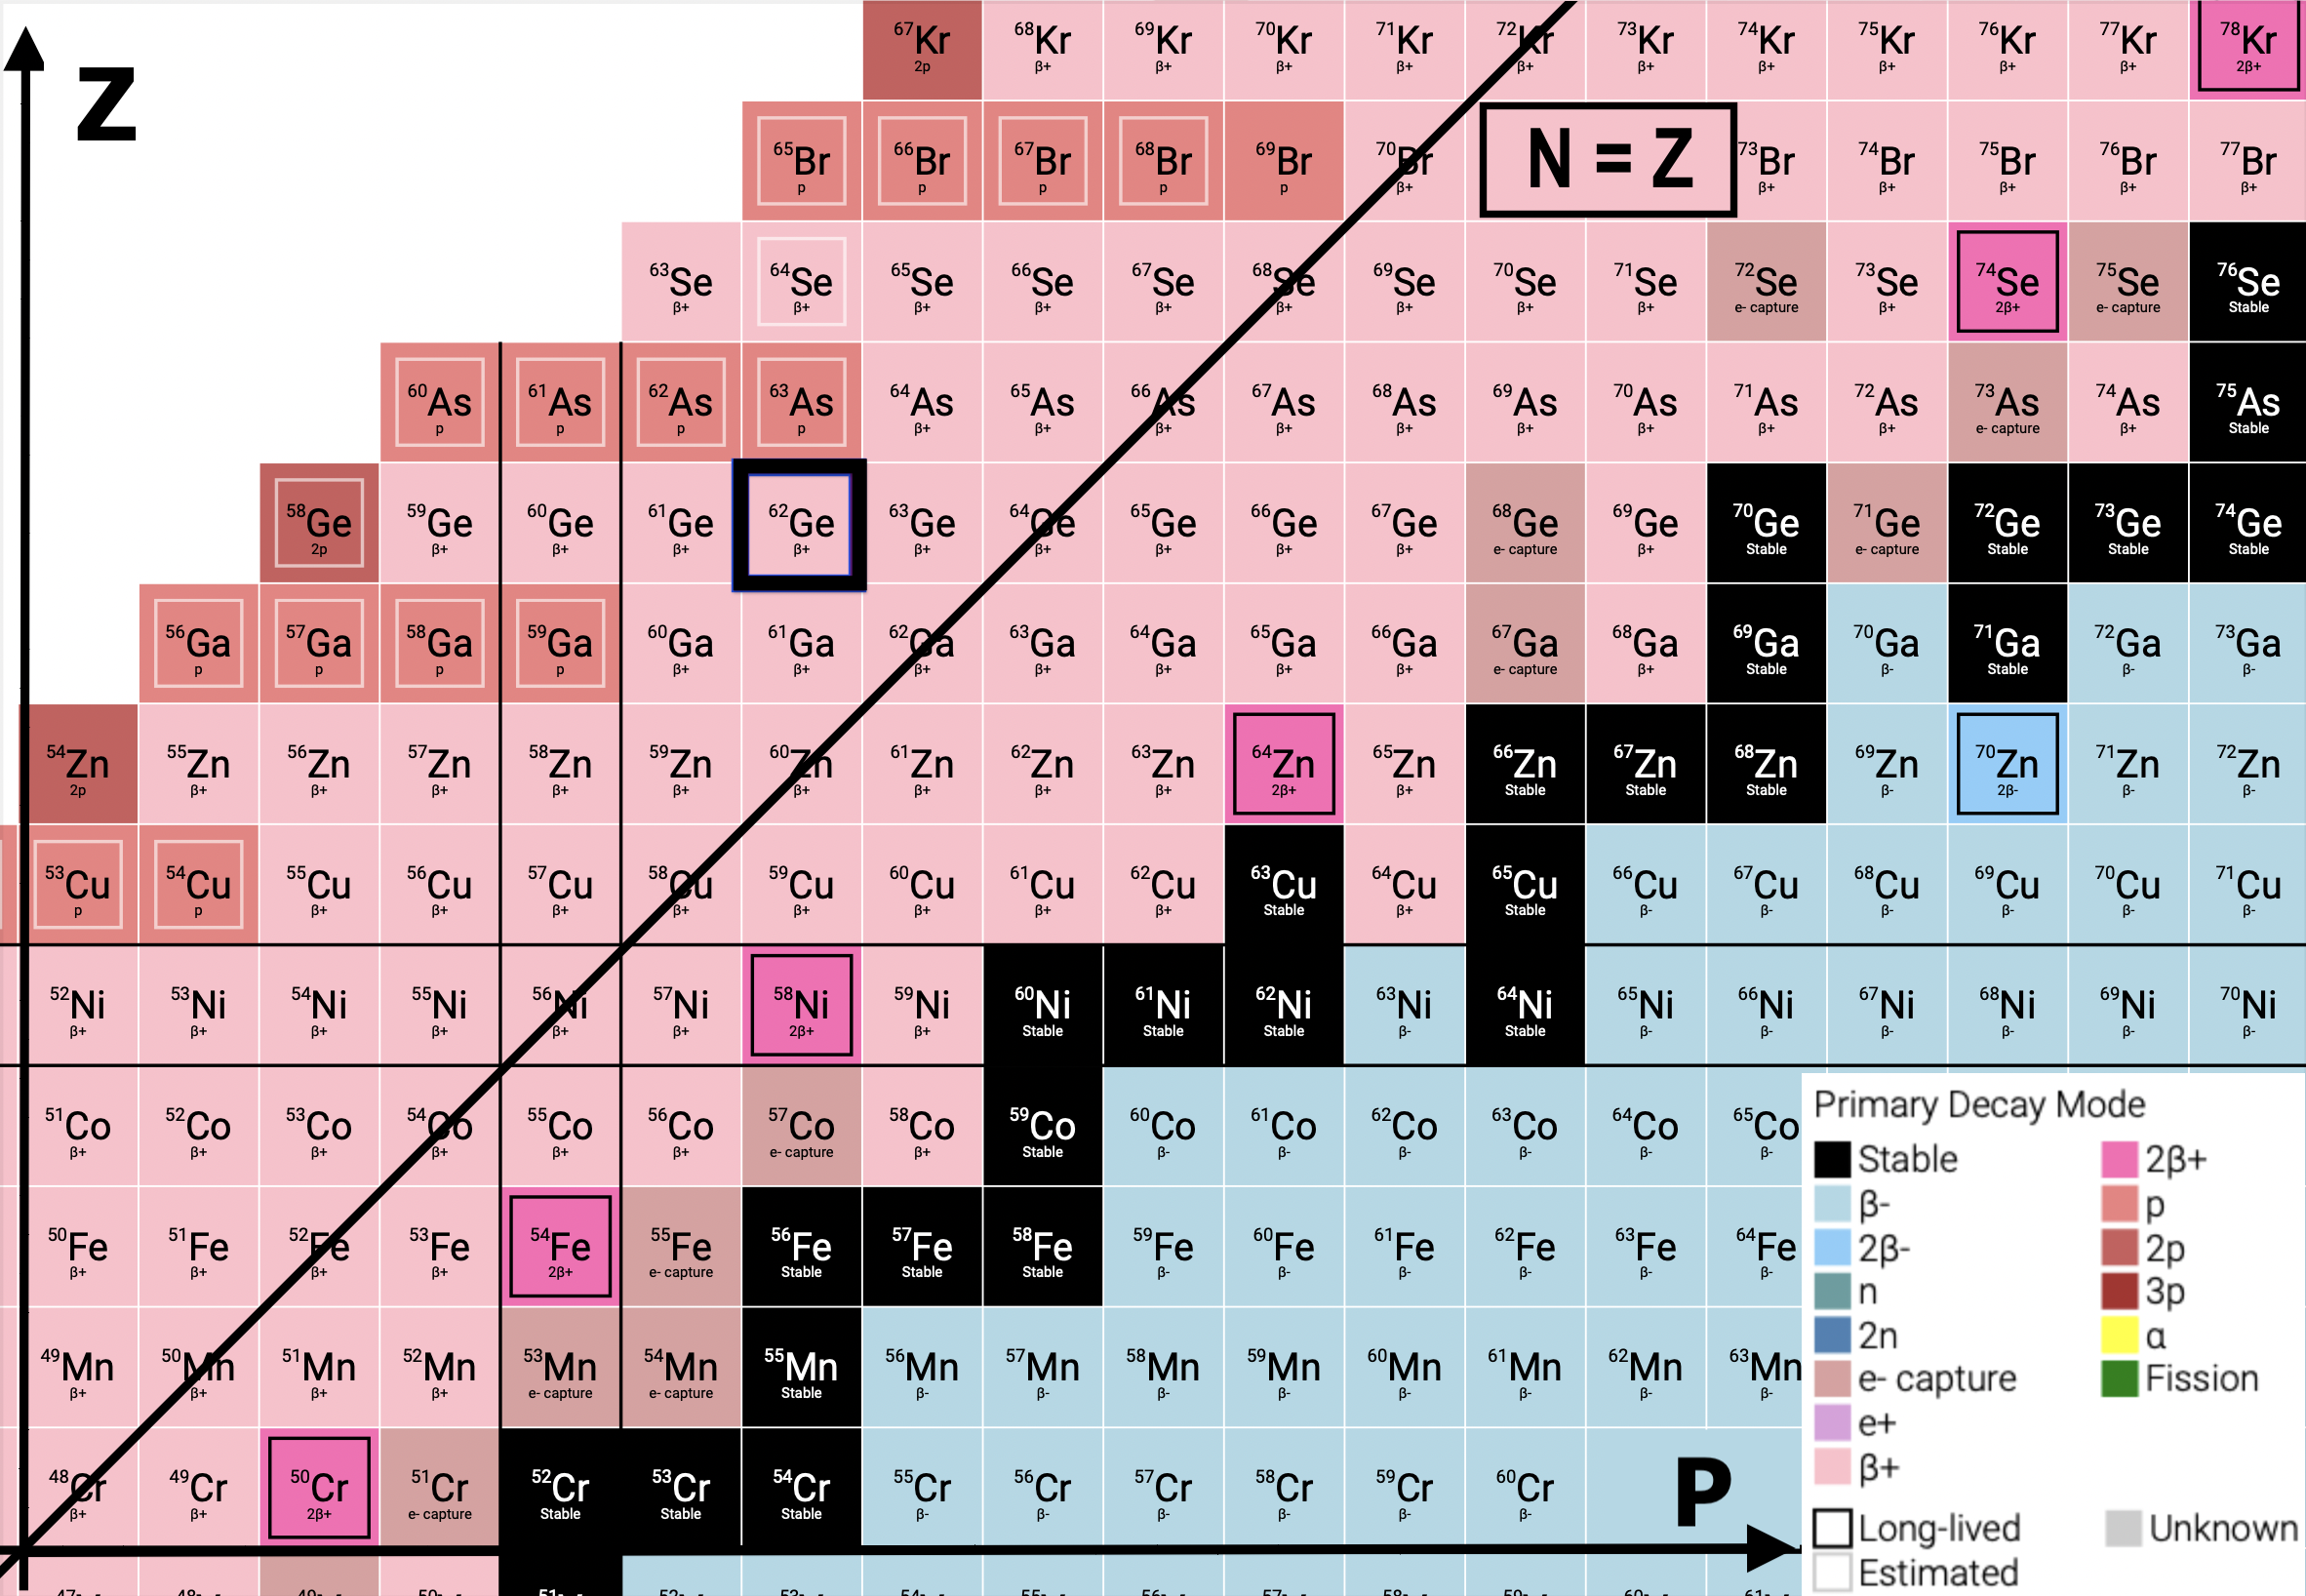 Z
67Kr 68Kr 69Kr 70Kr 71Kr 72Kr 73Kr 74Kr 75Kr 76Kr 77Kr 78Kr
2p β+ β+ β+ β+ β+ β+ β+ β+ β+ β+ 2β+
65Br 66Br 67Br 68Br 69Br 70Br N = Z 73Br 74Br 75Br 76Br 77Br
p p p p p β+ β+ β+ β+ β+ β+
63Se 64Se 65Se 66Se 67Se 68Se 69Se 70Se 71Se 72Se 73Se 74Se 75Se 76Se
β+ β+ β+ β+ β+ β+ β+ β+ β+ e- capture β+ 2β+ e- capture Stable
60As 61As 62As 63As 64As 65As 66As 67As 68As 69As 70As 71As 72As 73As 74As 75As
p p p p β+ β+ β+ β+ β+ β+ β+ β+ β+ e- capture β+ Stable
58Ge 59Ge 60Ge 61Ge 62Ge 63Ge 64Ge 65Ge 66Ge 67Ge 68Ge 69Ge 70Ge 71Ge 72Ge 73Ge 74Ge
2p β+ β+ β+ β+ β+ β+ β+ β+ β+ e- capture β+ Stable e- capture Stable Stable Stable
56Ga 57Ga 58Ga 59Ga 60Ga 61Ga 62Ga 63Ga 64Ga 65Ga 66Ga 67Ga 68Ga 69Ga 70Ga 71Ga 72Ga 73Ga
p p p p β+ β+ β+ β+ β+ β+ β+ e- capture β+ Stable β- Stable β- β-
54Zn 55Zn 56Zn 57Zn 58Zn 59Zn 60Zn 61Zn 62Zn 63Zn 64Zn 65Zn 66Zn 67Zn 68Zn 69Zn 70Zn 71Zn 72Zn
2p β+ β+ β+ β+ β+ β+ β+ β+ β+ 2β+ β+ Stable Stable Stable β- 2β- β- β-
53Cu 54Cu 55Cu 56Cu 57Cu 58Cu 59Cu 60Cu 61Cu 62Cu 63Cu 64Cu 65Cu 66Cu 67Cu 68Cu 69Cu 70Cu 71Cu
p p β+ β+ β+ β+ β+ β+ β+ β+ Stable β+ Stable β- β- β- β- β- β-
52Ni 53Ni 54Ni 55Ni 56Ni 57Ni 58Ni 59Ni 60Ni 61Ni 62Ni 63Ni 64Ni 65Ni 66Ni 67Ni 68Ni 69Ni 70Ni
β+ β+ β+ β+ β+ β+ 2β+ β+ Stable Stable Stable β- Stable β- β- β- β- β- β-
51Co 52Co 53Co 54Co 55Co 56Co 57Co 58Co 59Co 60Co 61Co 62Co 63Co 64Co 65Co
β+ β+ β+ β+ β+ β+ e- capture β+ Stable β- β- β- β- β- β-
50Fe 51Fe 52Fe 53Fe 54Fe 55Fe 56Fe 57Fe 58Fe 59Fe 60Fe 61Fe 62Fe 63Fe 64Fe
β+ β+ β+ β+ 2β+ e- capture Stable Stable Stable β- β- β- β- β- β-
49Mn 50Mn 51Mn 52Mn 53Mn 54Mn 55Mn 56Mn 57Mn 58Mn 59Mn 60Mn 61Mn 62Mn 63Mn
β+ β+ β+ β+ e- capture e- capture Stable β- β- β- β- β- β- β- β-
48Cr 49Cr 50Cr 51Cr 52Cr 53Cr 54Cr 55Cr 56Cr 57Cr 58Cr 59Cr 60Cr
β+ β+ 2β+ e- capture Stable Stable Stable β- β- β- β- β- β-
P
Primary Decay Mode
Stable 2β+
β- p
2β- 2p
n 3p
2n α
e- capture Fission
e+
β+
Long-lived Unknown
Estimated